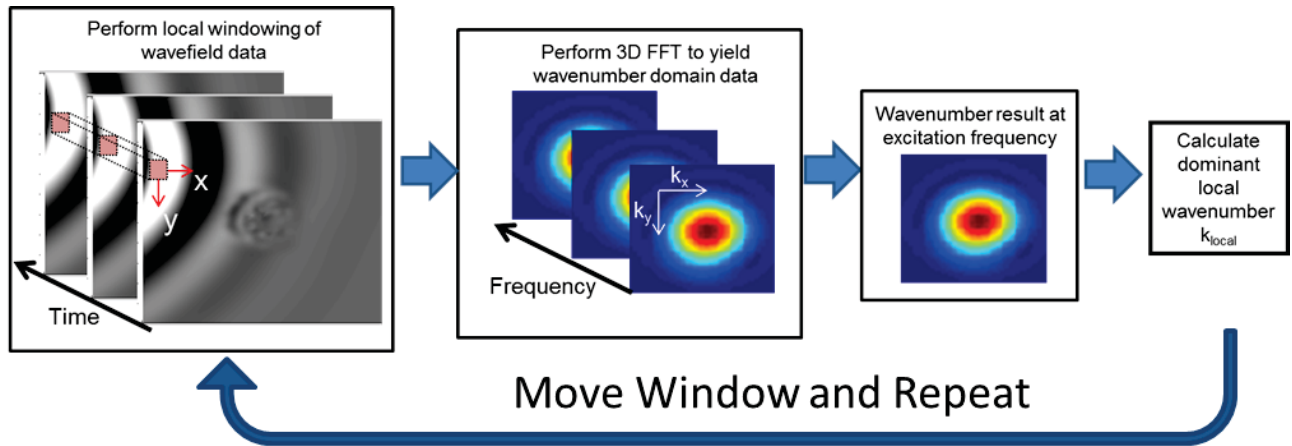 Perform local windowing of
wavefield data
x
y
Time
Perform 3D FFT to yield
wavenumber domain data
kx
ky
Frequency
Wavenumber result at
excitation frequency
Calculate
dominant
local
wavenumber
klocal
Move Window and Repeat